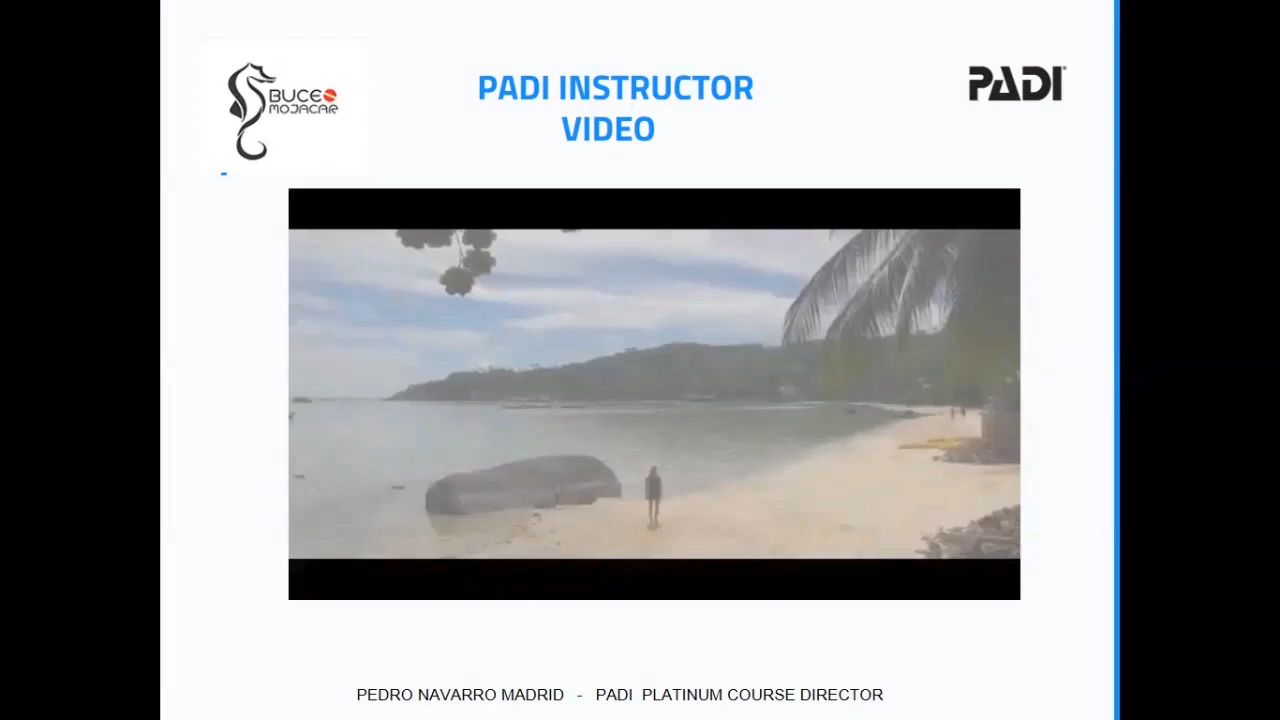 BUCEO
MOJACAR
PADI INSTRUCTOR
VIDEO
PADI
PEDRO NAVARRO MADRID - PADI PLATINUM COURSE DIRECTOR